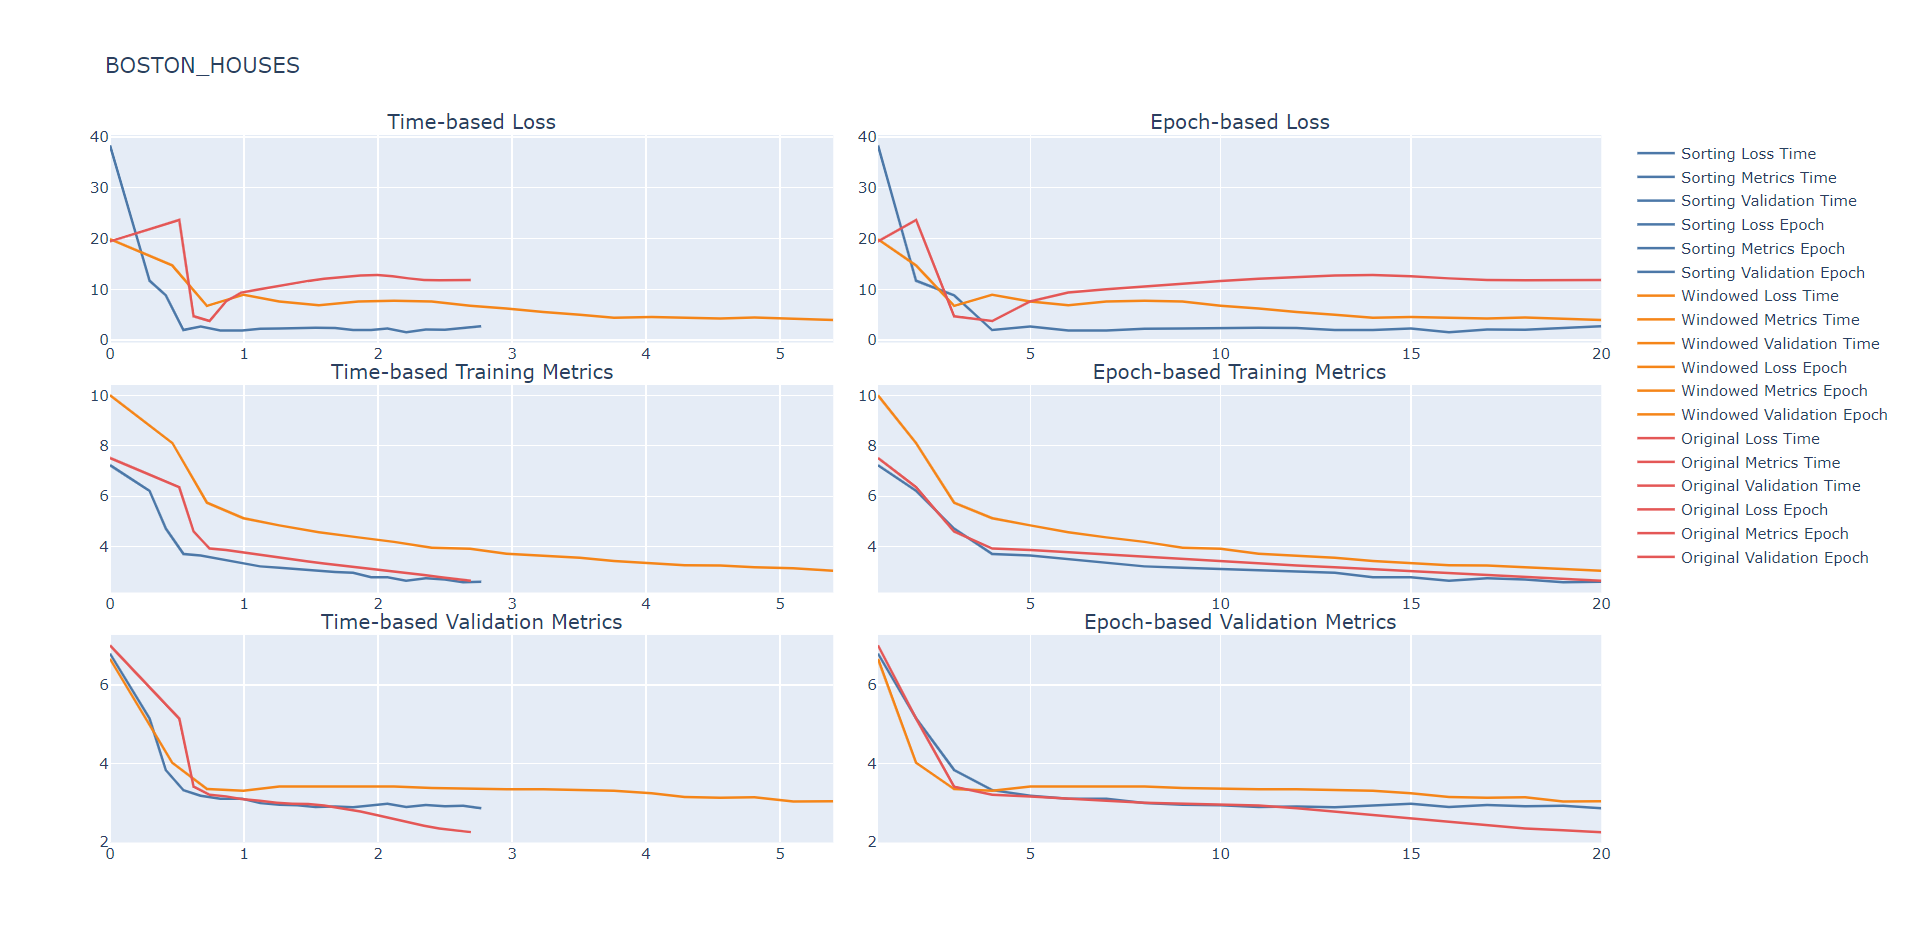 BOSTON_HOUSES
Time-based Loss
40
30
20
10
0
0 1 2 3 4 5
Epoch-based Loss
40
30
20
10
0
5 10 15 20
Time-based Training Metrics
10
8
6
4
0 1 2 3 4 5
Epoch-based Training Metrics
10
8
6
4
5 10 15 20
Time-based Validation Metrics
6
4
2
0 1 2 3 4 5
Epoch-based Validation Metrics
6
4
2
5 10 15 20
Sorting Loss Time
Sorting Metrics Time
Sorting Validation Time
Sorting Loss Epoch
Sorting Metrics Epoch
Sorting Validation Epoch
Windowed Loss Time
Windowed Metrics Time
Windowed Validation Time
Windowed Loss Epoch
Windowed Metrics Epoch
Windowed Validation Epoch
Original Loss Time
Original Metrics Time
Original Validation Time
Original Loss Epoch
Original Metrics Epoch
Original Validation Epoch